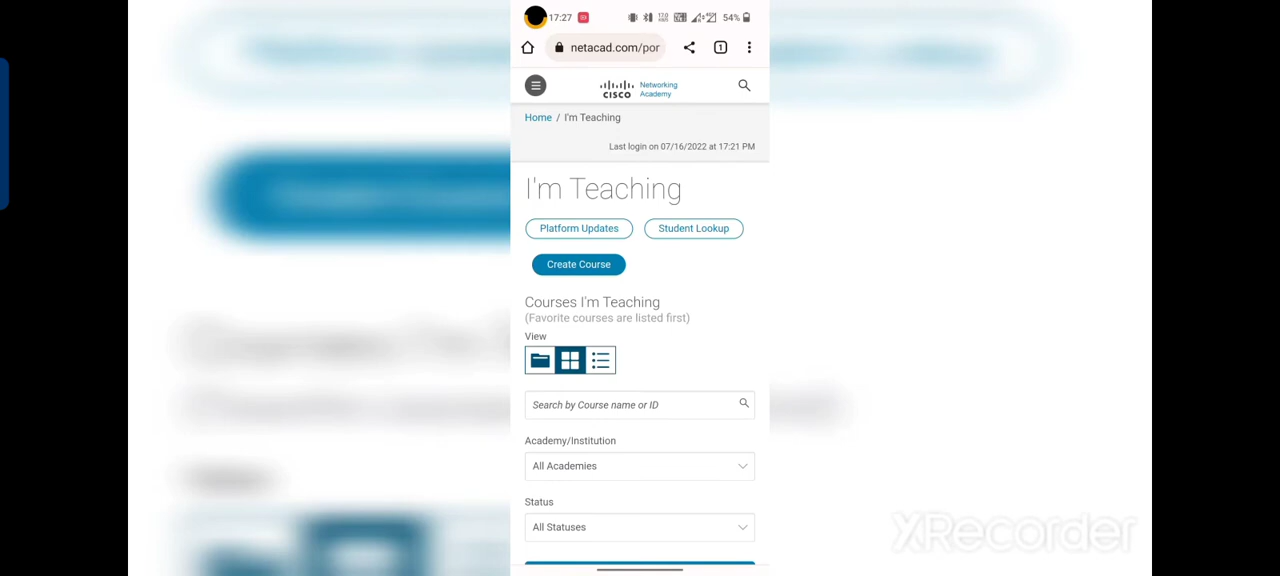 17:27
54%
netacad.com/por
1
CISCO
Networking
Academy
Home / I'm Teaching
Last login on 07/16/2022 at 17:21 PM
I'm Teaching
Platform Updates
Student Lookup
Create Course
Courses I'm Teaching
(Favorite courses are listed first)
View
Search by Course name or ID
Academy/Institution
All Academies
Status
All Statuses
XRecorder